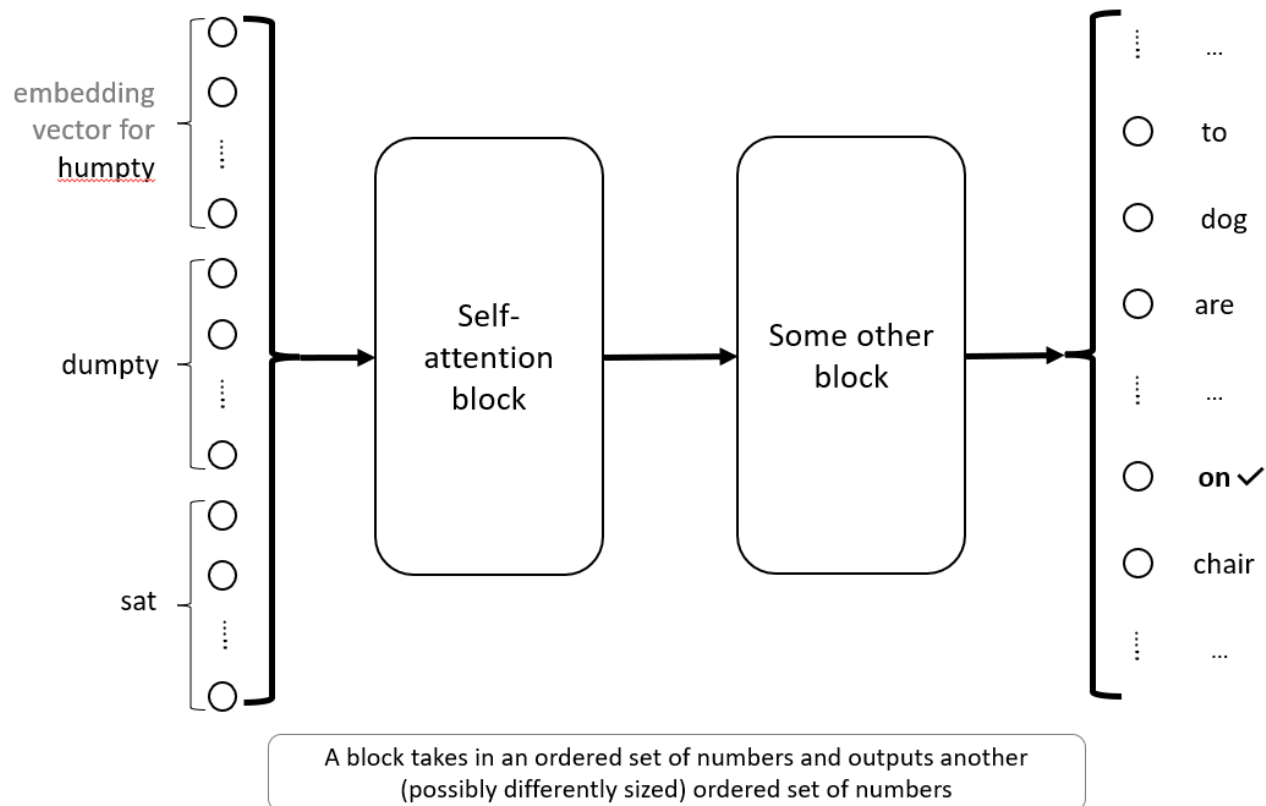 embedding
vector for
humpty
dumpty
sat
Self-
attention
block
Some other
block
...
to
dog
are
...
on ✓
chair
...
A block takes in an ordered set of numbers and outputs another
(possibly differently sized) ordered set of numbers